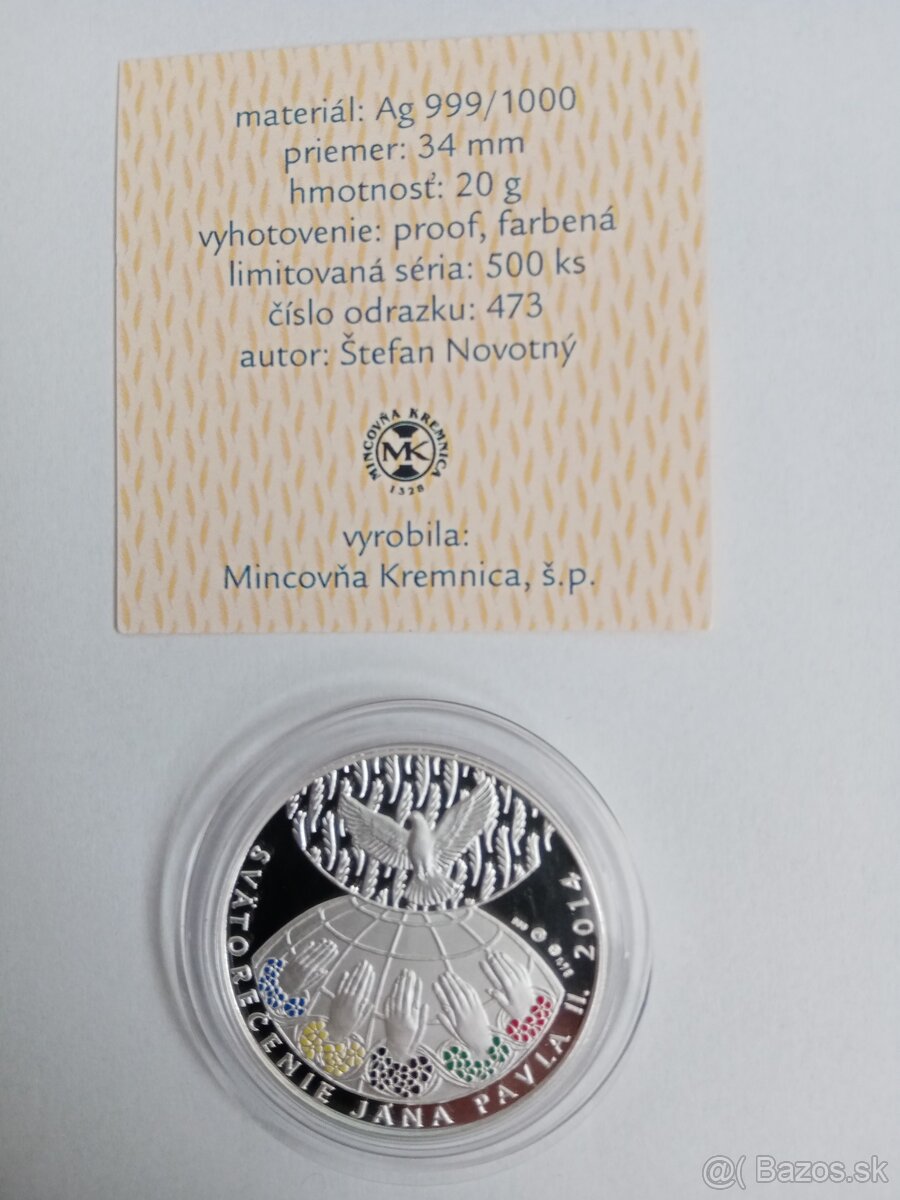 materiál: Ag 999/1000
priemer: 34 mm
hmotnosť: 20 g
vyhotovenie: proof, farbená
limitovaná séria: 500 ks
číslo odrazku: 473
autor: Štefan Novotný
MINCOVŇA KREMNICA
MK
1328
vyrobila:
Mincovňa Kremnica, š.p.
SVÄTOREČENIE JÁNA PAVLA II. 2014
@( Bazos.sk